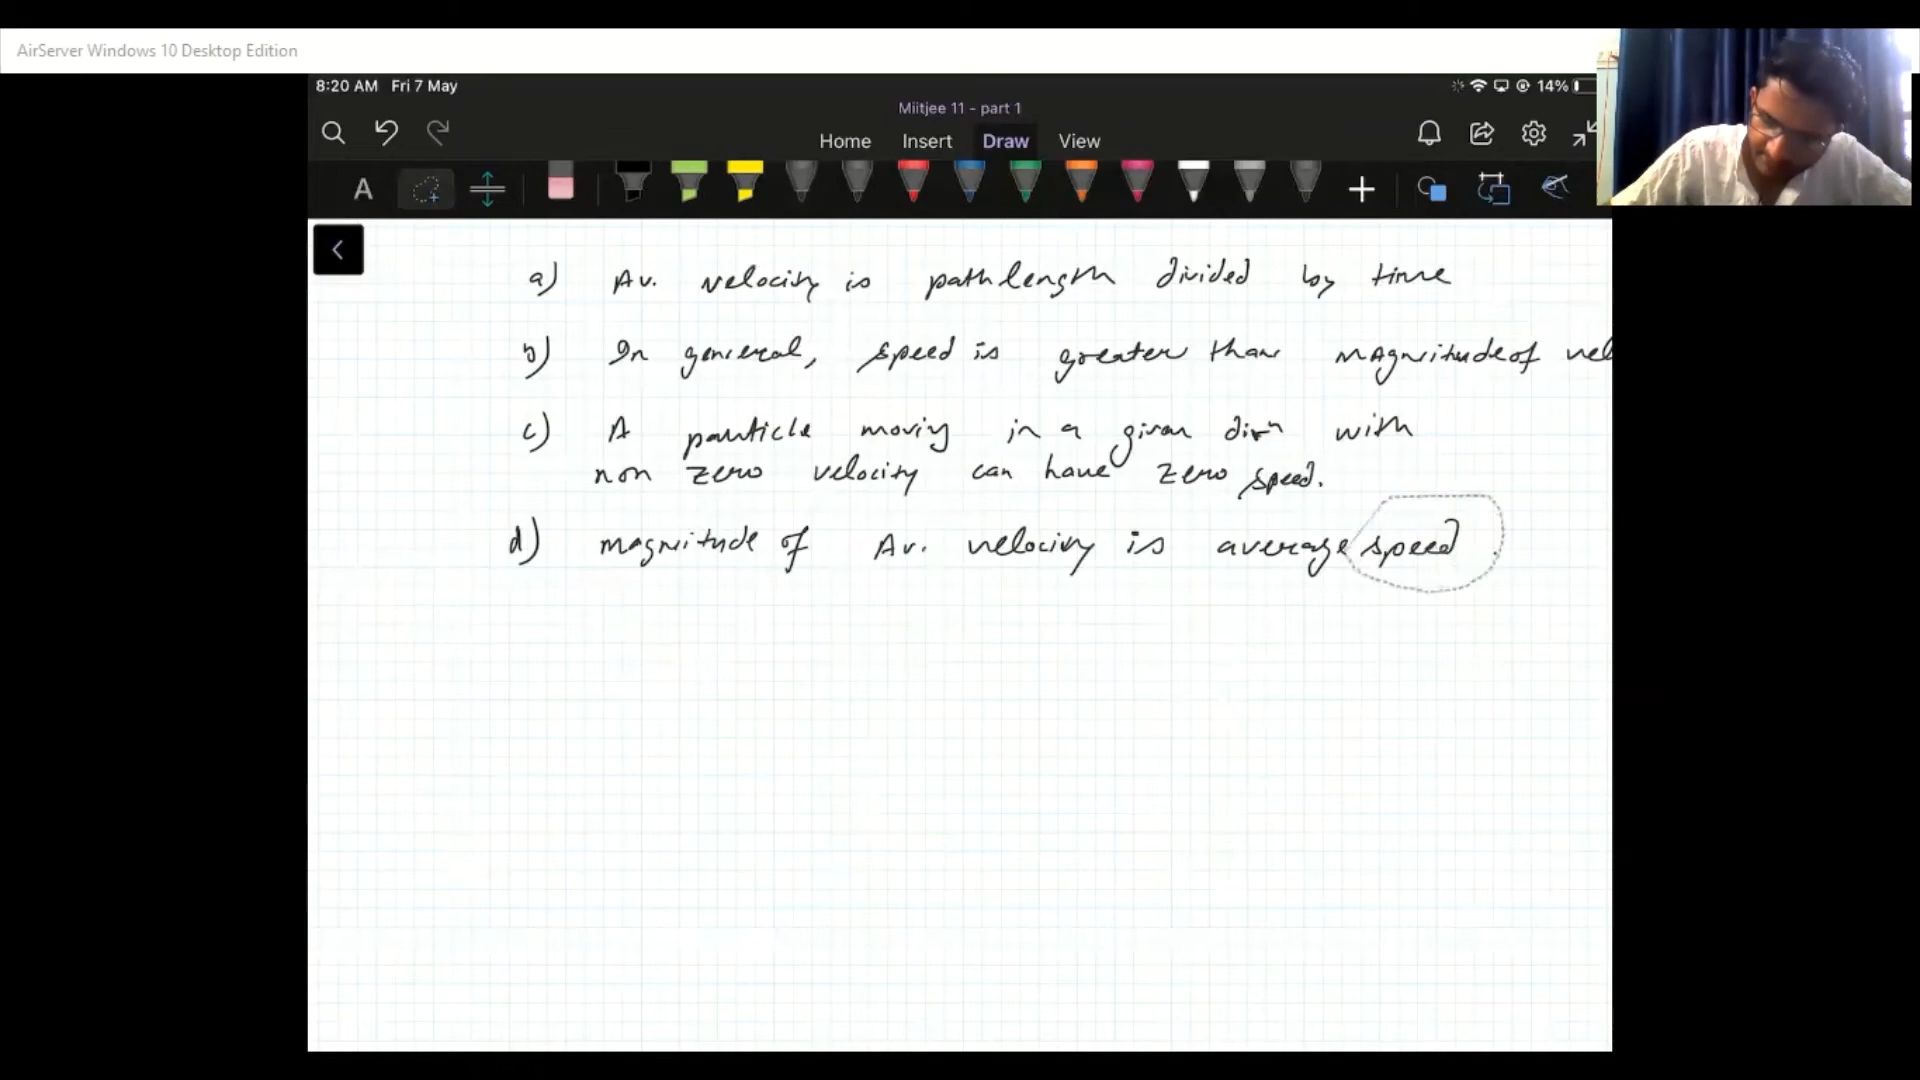 AirServer Windows 10 Desktop Edition
8:20 AM Fri 7 May
14%
Miitjee 11 - part 1
Home Insert Draw View
A
a) Av. velocity is path length divided by time
b) In general, speed is greater than magnitude of vel
c) A particle moving in a given dirn with
non zero velocity can have zero speed.
d) magnitude of Av. velocity is average speed